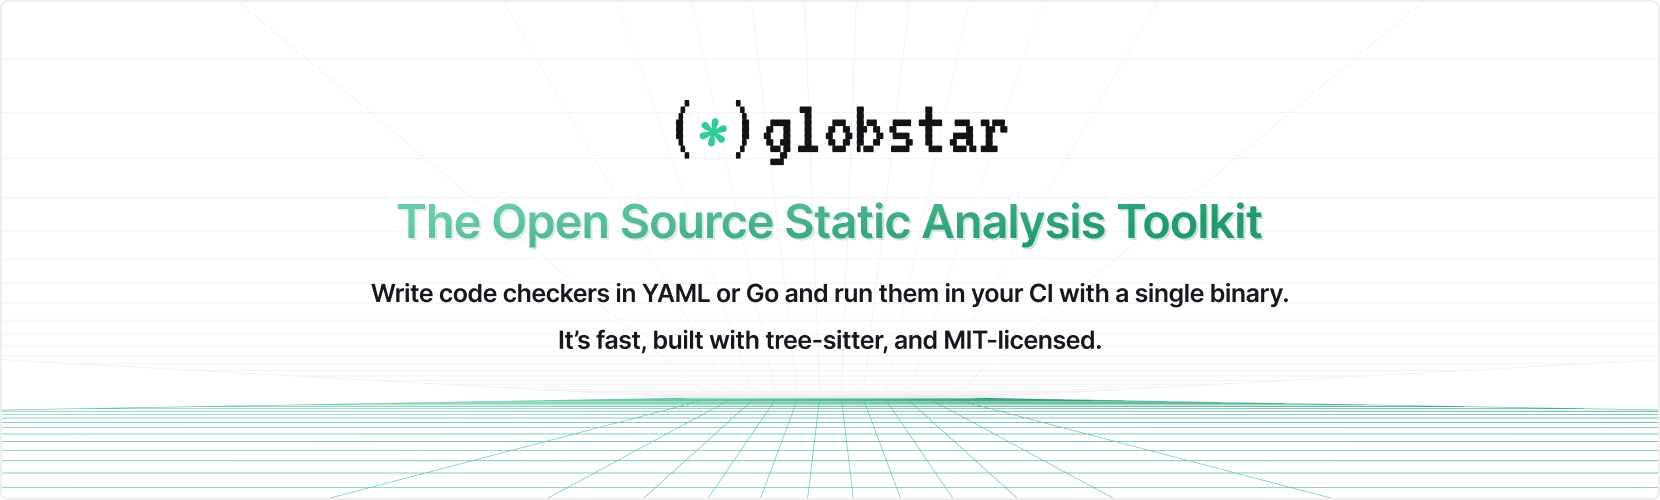 (*)globstar
The Open Source Static Analysis Toolkit
Write code checkers in YAML or Go and run them in your CI with a single binary.
It’s fast, built with tree-sitter, and MIT-licensed.